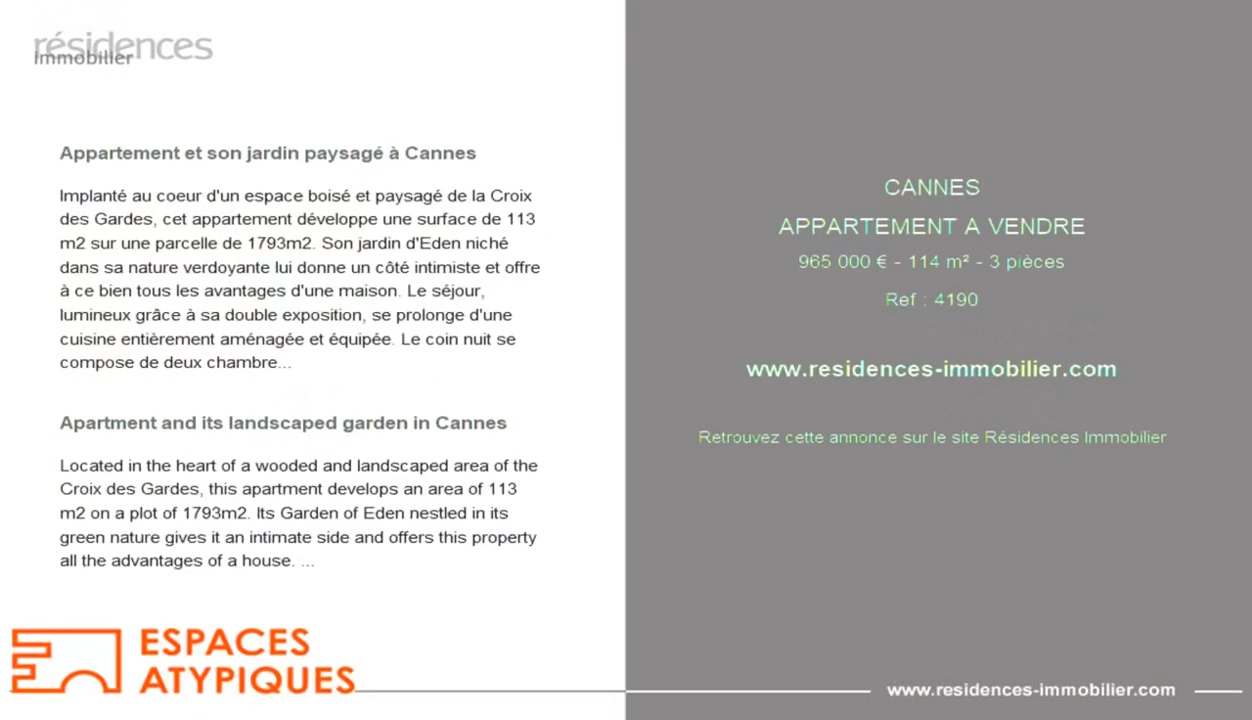 résidences
immobilier
Appartement et son jardin paysagé à Cannes
Implanté au coeur d'un espace boisé et paysagé de la Croix
des Gardes, cet appartement développe une surface de 113
m2 sur une parcelle de 1793m2. Son jardin d'Eden niché
dans sa nature verdoyante lui donne un côté intimiste et offre
à ce bien tous les avantages d'une maison. Le séjour,
lumineux grâce à sa double exposition, se prolonge d'une
cuisine entièrement aménagée et équipée. Le coin nuit se
compose de deux chambre...
Apartment and its landscaped garden in Cannes
Located in the heart of a wooded and landscaped area of the
Croix des Gardes, this apartment develops an area of 113
m2 on a plot of 1793m2. Its Garden of Eden nestled in its
green nature gives it an intimate side and offers this property
all the advantages of a house. ...
ESPACES
ATYPIQUES
CANNES
APPARTEMENT A VENDRE
965 000 € - 114 m² - 3 pièces
Ref : 4190
www.residences-immobilier.com
Retrouvez cette annonce sur le site Résidences Immobilier
www.residences-immobilier.com